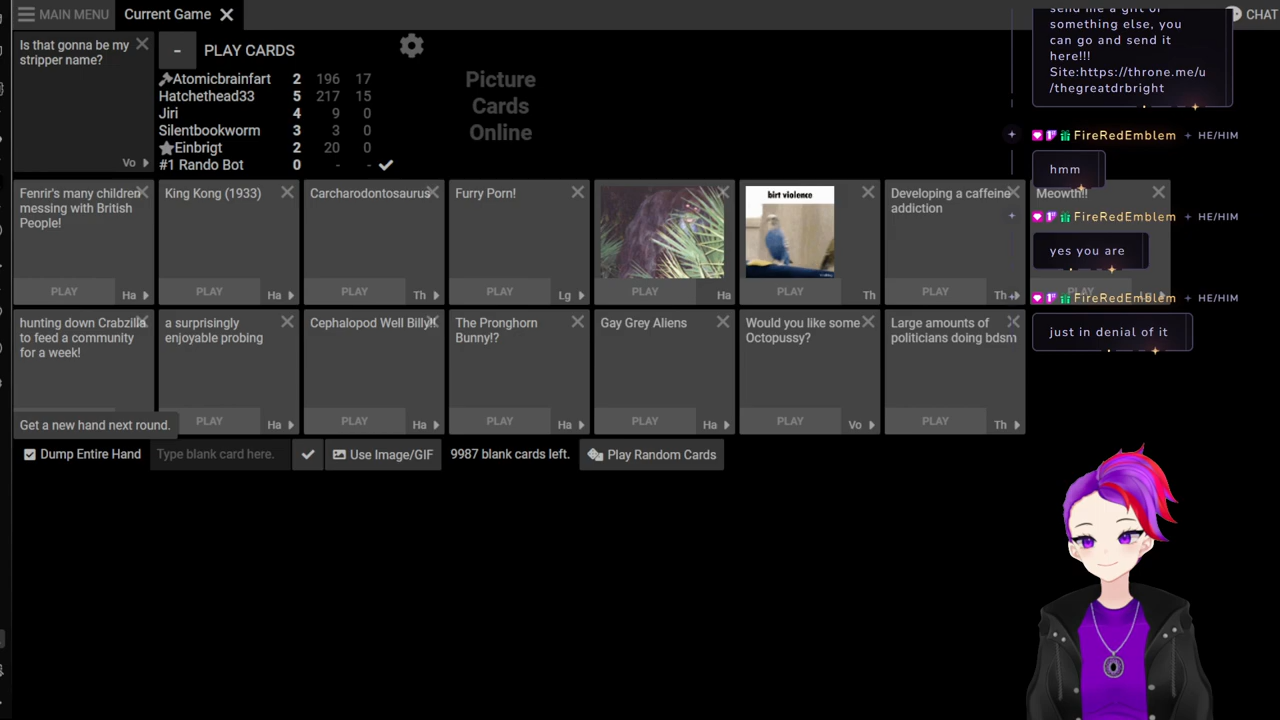 MAIN MENU
Current Game
CHAT
Is that gonna be my
stripper name?
Vo
-
PLAY CARDS
Atomicbrainfart 2 196 17
Hatchethead33 5 217 15
Jiri 4 9 0
Silentbookworm 3 3 0
Einbrigt 2 20 0
#1 Rando Bot 0 - -
Picture
Cards
Online
send me a gift or
something else, you
can go and send it
here!!!
Site:https://throne.me/u
/thegreatdrbright
FireRedEmblem HE/HIM
hmm
FireRedEmblem HE/HIM
yes you are
FireRedEmblem HE/HIM
just in denial of it
Fenrir's many children
messing with British
People!
PLAY Ha
King Kong (1933)
PLAY Ha
Carcharodontosaurus
PLAY Th
Furry Porn!
PLAY Lg
PLAY Ha
birt violence
PLAY Th
Developing a caffeine
addiction
PLAY Th
Meowth!!
PLAY
hunting down Crabzilla
to feed a community
for a week!
a surprisingly
enjoyable probing
PLAY Ha
Cephalopod Well Billy!!
PLAY Ha
The Pronghorn
Bunny!?
PLAY Ha
Gay Grey Aliens
PLAY Ha
Would you like some
Octopussy?
PLAY Vo
Large amounts of
politicians doing bdsm
PLAY Th
Get a new hand next round.
Dump Entire Hand
Type blank card here.
Use Image/GIF
9987 blank cards left.
Play Random Cards